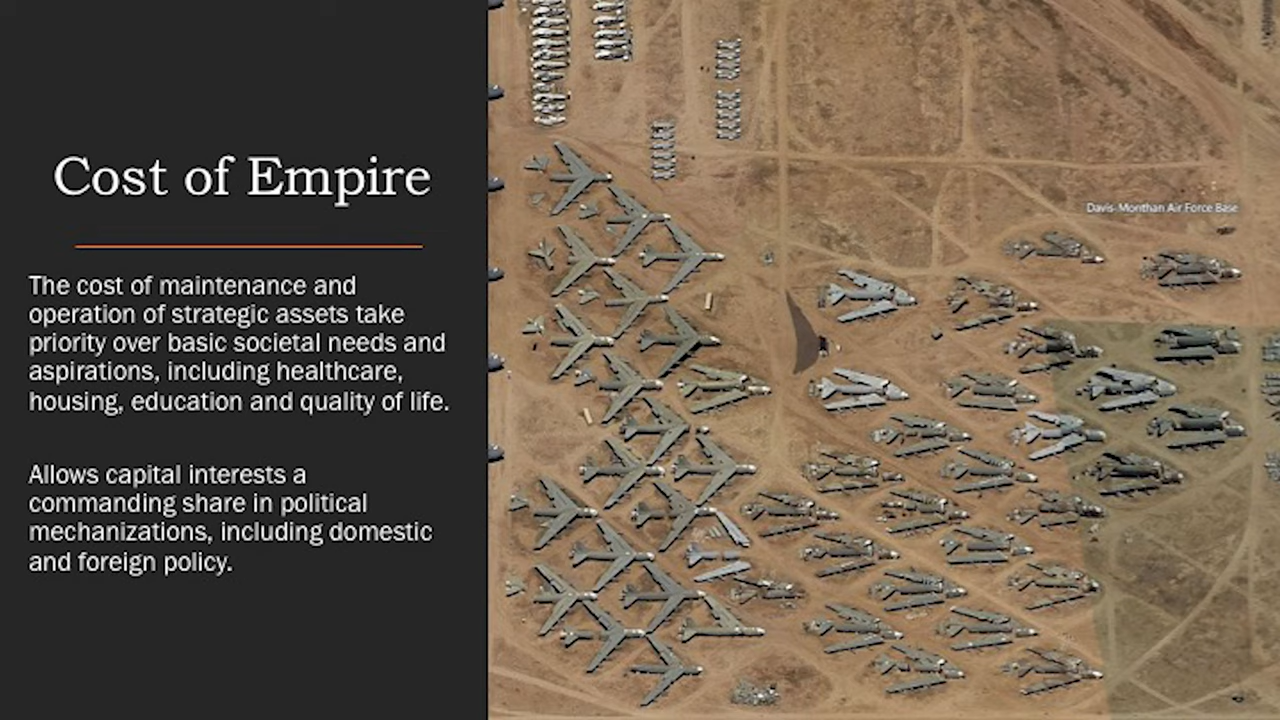 Cost of Empire
The cost of maintenance and
operation of strategic assets take
priority over basic societal needs and
aspirations, including healthcare,
housing, education and quality of life.
Allows capital interests a
commanding share in political
mechanizations, including domestic
and foreign policy.
Davis-Monthan Air Force Base